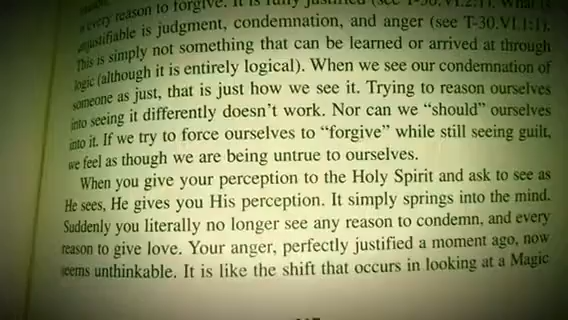 every reason to forgive. It is fully justified (see T-30.VI.2:1). What is
unjustifiable is judgment, condemnation, and anger (see T-30.VI.1:1).
This is simply not something that can be learned or arrived at through
logic (although it is entirely logical). When we see our condemnation of
someone as just, that is just how we see it. Trying to reason ourselves
into seeing it differently doesn't work. Nor can we “should” ourselves
into it. If we try to force ourselves to “forgive” while still seeing guilt,
we feel as though we are being untrue to ourselves.
When you give your perception to the Holy Spirit and ask to see as
He sees, He gives you His perception. It simply springs into the mind.
Suddenly you literally no longer see any reason to condemn, and every
reason to give love. Your anger, perfectly justified a moment ago, now
seems unthinkable. It is like the shift that occurs in looking at a Magic